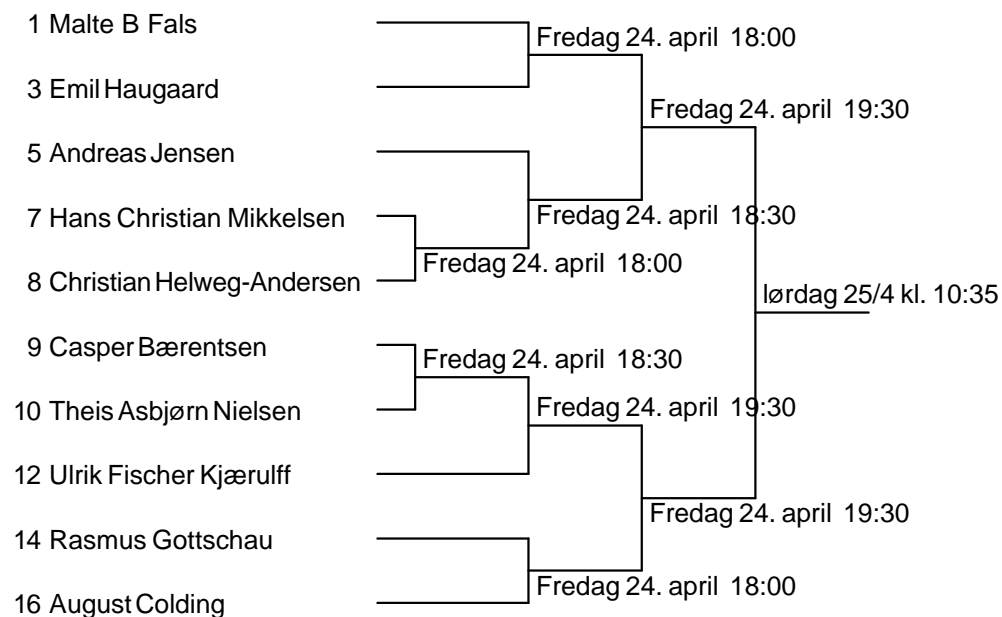 1 Malte B Fals
Fredag 24. april 18:00
3 Emil Haugaard
Fredag 24. april 19:30
5 Andreas Jensen
7 Hans Christian Mikkelsen
Fredag 24. april 18:30
Fredag 24. april 18:00
8 Christian Helweg-Andersen
lørdag 25/4 kl. 10:35
9 Casper Bærentsen
Fredag 24. april 18:30
10 Theis Asbjørn Nielsen
Fredag 24. april 19:30
12 Ulrik Fischer Kjærulff
Fredag 24. april 19:30
14 Rasmus Gottschau
Fredag 24. april 18:00
16 August Colding